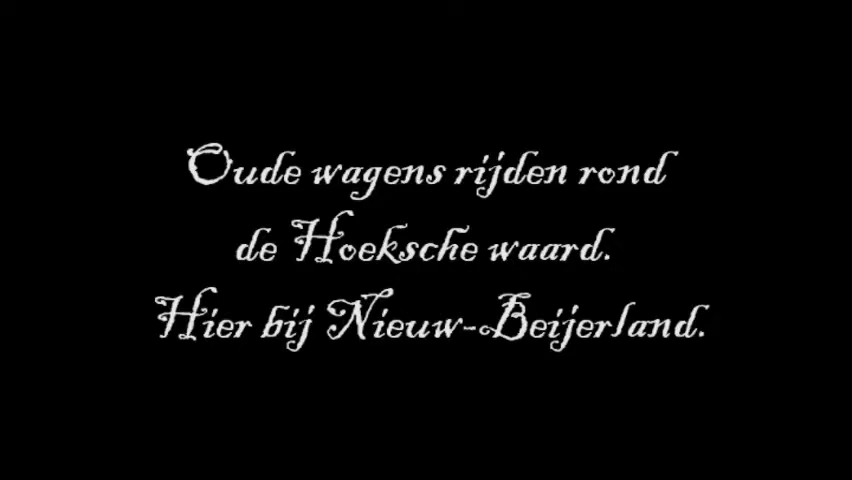 Oude wagens rijden rond
de Hoeksche waard.
Hier bij Nieuw-Beijerland.